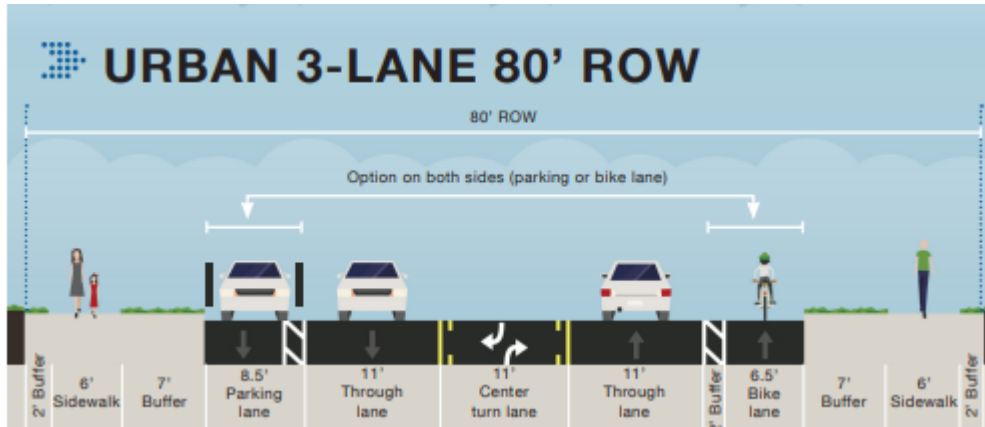 URBAN 3-LANE 80' ROW
80' ROW
Option on both sides (parking or bike lane)
2' Buffer
6'
Sidewalk
7'
Buffer
8.5'
Parking
lane
11'
Through
lane
11'
Center
turn lane
11'
Through
lane
2' Buffer
6.5'
Bike
lane
7'
Buffer
6'
Sidewalk
2' Buffer